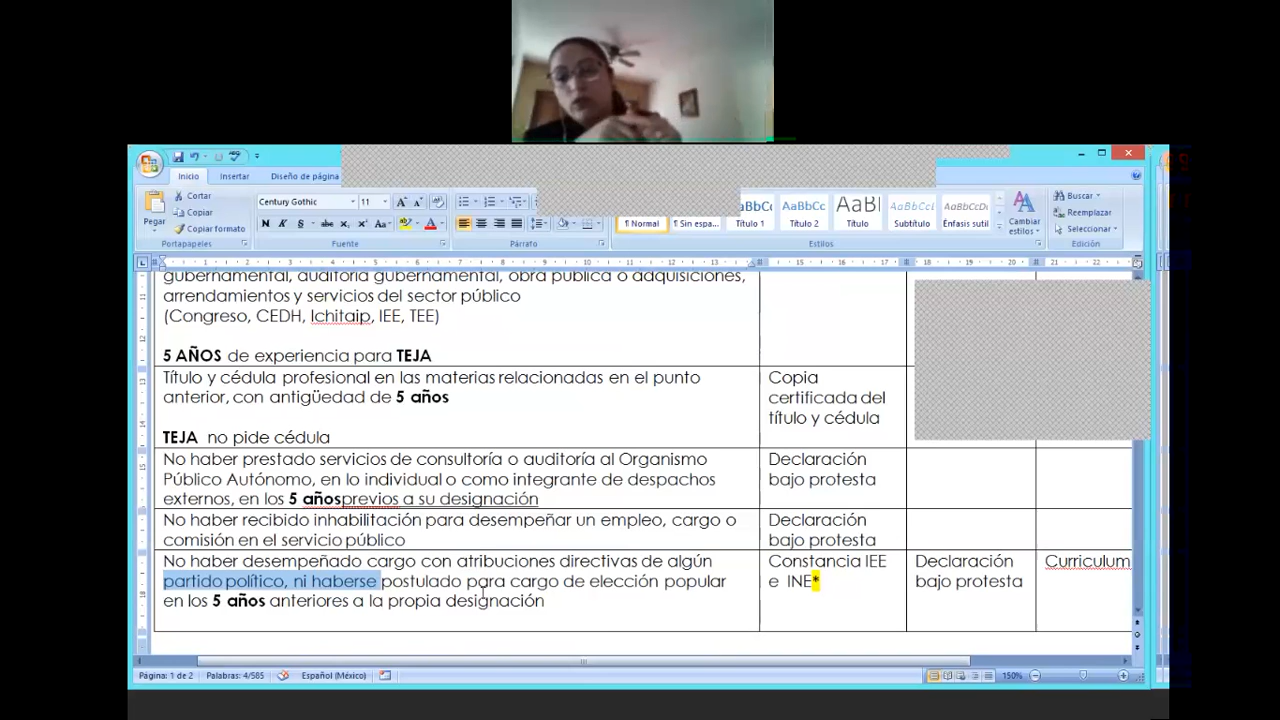 Inicio Insertar Diseño de página
Pegar
Cortar
Copiar
Copiar formato
Portapapeles
Century Gothic 11
N K S abc
Fuente
Párrafo
AaBbCc AaBbCc AaBl AaBbCcl AaBbCcDı
¶ Normal ¶ Sin espa... Título 1 Título 2 Título Subtítulo Énfasis sutil
Cambiar
estilos
Estilos
Buscar
Reemplazar
Seleccionar
Edición
gubernamental, auditoría gubernamental, obra pública o adquisiciones,
arrendamientos y servicios del sector público
(Congreso, CEDH, Ichitaip, IEE, TEE)
5 AÑOS de experiencia para TEJA
Título y cédula profesional en las materias relacionadas en el punto
anterior, con antigüedad de 5 años
TEJA no pide cédula
Copia
certificada del
título y cédula
No haber prestado servicios de consultoría o auditoría al Organismo
Público Autónomo, en lo individual o como integrante de despachos
externos, en los 5 añosprevios a su designación
Declaración
bajo protesta
No haber recibido inhabilitación para desempeñar un empleo, cargo o
comisión en el servicio público
Declaración
bajo protesta
No haber desempeñado cargo con atribuciones directivas de algún
partido político, ni haberse postulado para cargo de elección popular
en los 5 años anteriores a la propia designación
Constancia IEE
e INE*
Declaración
bajo protesta
Curriculum
Página: 1 de 2 Palabras: 4/585 Español (México) 150%